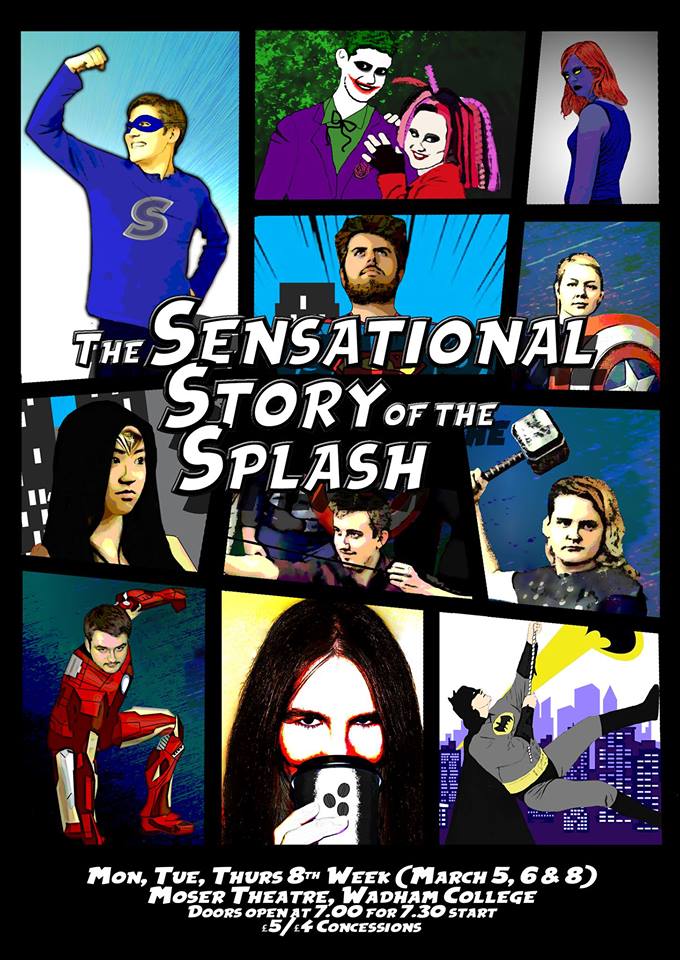 S
The Sensational
Story of the
Splash
Mon, Tue, Thurs 8th Week (March 5, 6 & 8)
Moser Theatre, Wadham College
Doors open at 7.00 for 7.30 start
£5/£4 Concessions